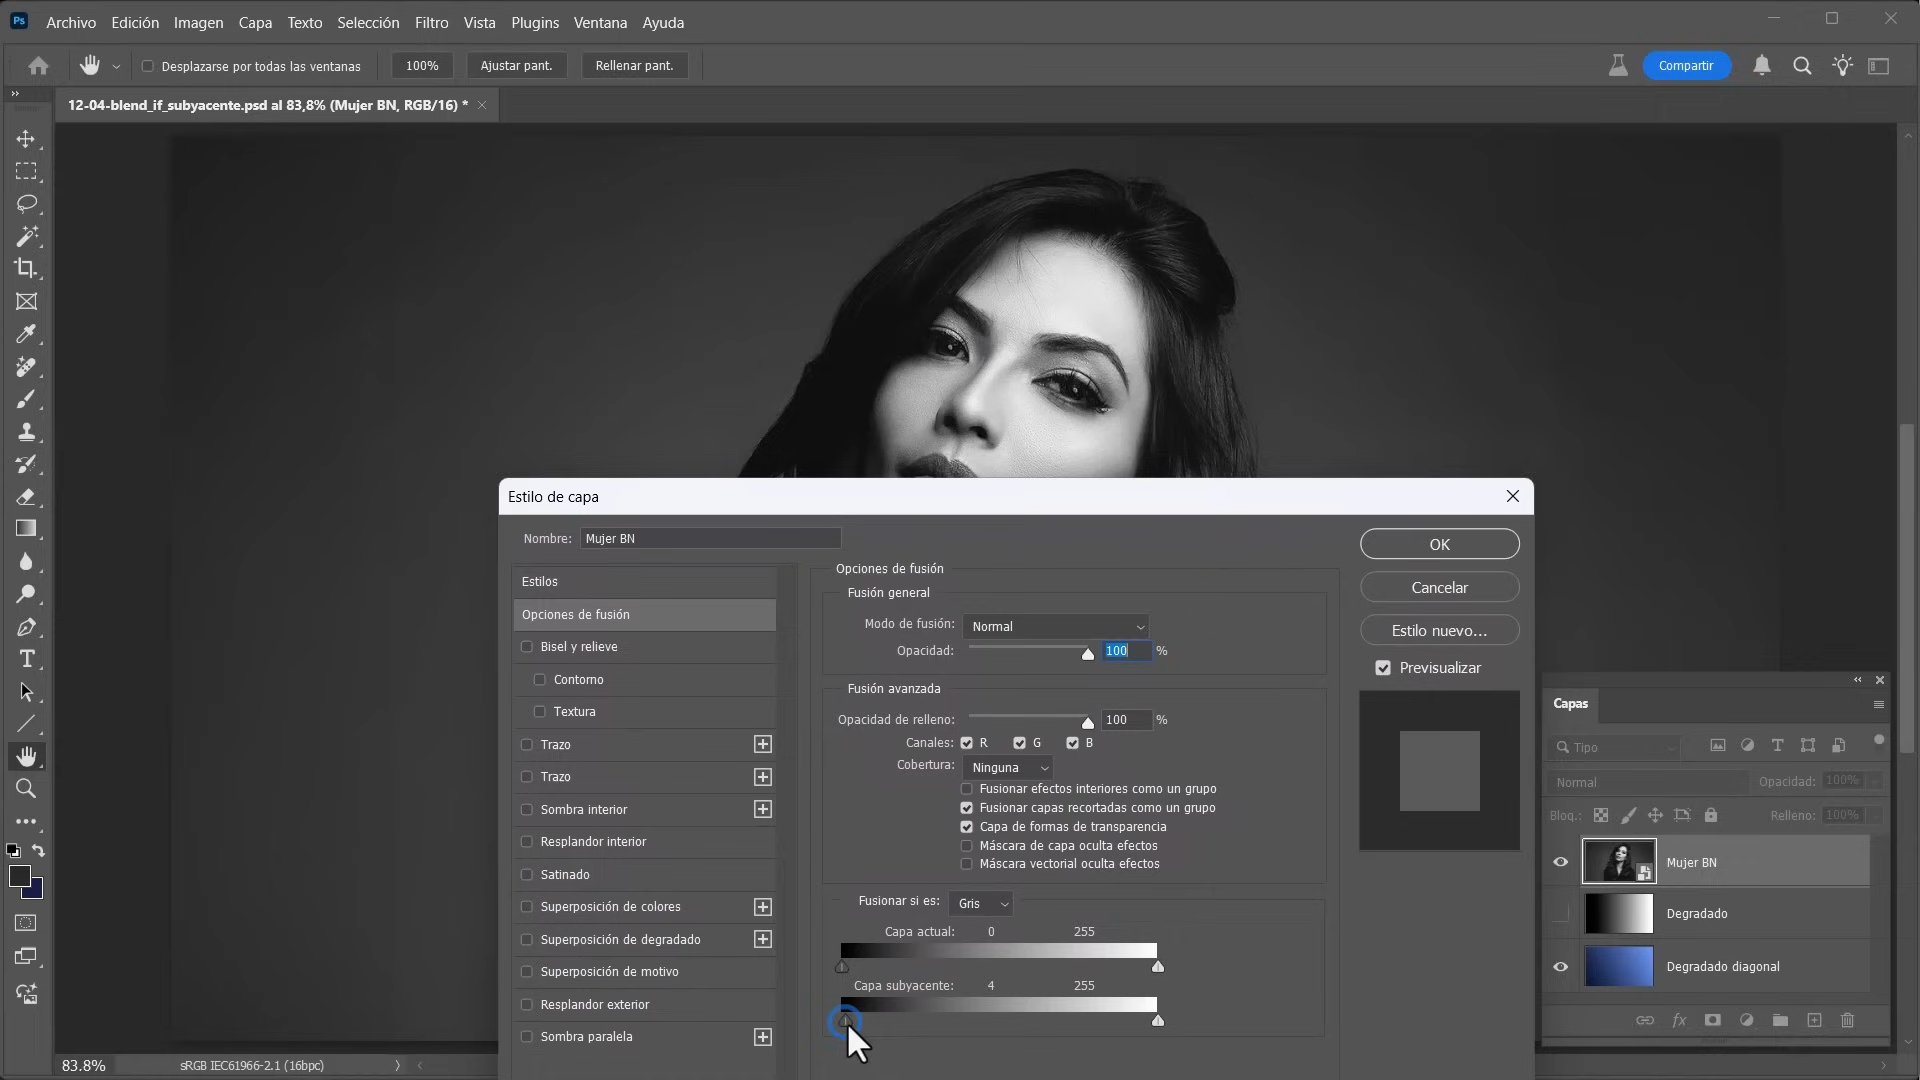 Ps Archivo Edición Imagen Capa Texto Selección Filtro Vista Plugins Ventana Ayuda
Desplazarse por todas las ventanas 100% Ajustar pant. Rellenar pant. Compartir
12-04-blend_if_subyacente.psd al 83,8% (Mujer BN, RGB/16) *
Estilo de capa
Nombre: Mujer BN
Estilos
Opciones de fusión
Bisel y relieve
Contorno
Textura
Trazo
Trazo
Sombra interior
Resplandor interior
Satinado
Superposición de colores
Superposición de degradado
Superposición de motivo
Resplandor exterior
Sombra paralela
Opciones de fusión
Fusión general
Modo de fusión: Normal
Opacidad: 100 %
Fusión avanzada
Opacidad de relleno: 100 %
Canales: R G B
Cobertura: Ninguna
Fusionar efectos interiores como un grupo
Fusionar capas recortadas como un grupo
Capa de formas de transparencia
Máscara de capa oculta efectos
Máscara vectorial oculta efectos
Fusionar si es: Gris
Capa actual: 0 255
Capa subyacente: 4 255
OK
Cancelar
Estilo nuevo...
Previsualizar
Capas
Tipo
Normal Opacidad: 100%
Bloq.: Relleno: 100%
Mujer BN
Degradado
Degradado diagonal
fx
83.8% sRGB IEC61966-2.1 (16bpc)